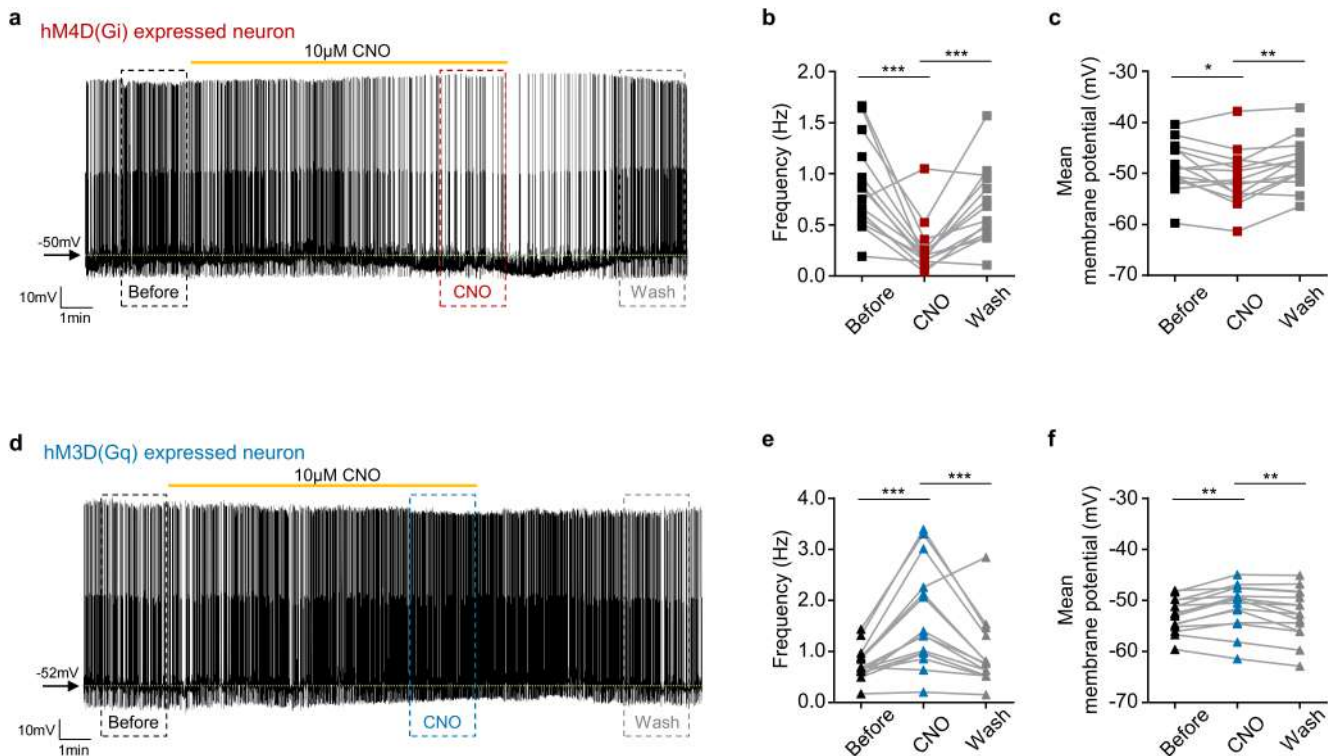 a
hM4D(Gi) expressed neuron
10μM CNO
-50mV
Before
CNO
Wash
10mV
1min
b
***
***
Frequency (Hz)
2.0
1.5
1.0
0.5
0.0
Before
CNO
Wash
c
*
**
Mean
membrane potential (mV)
-30
-40
-50
-60
-70
Before
CNO
Wash
d
hM3D(Gq) expressed neuron
10μM CNO
-52mV
Before
CNO
Wash
10mV
1min
e
***
***
Frequency (Hz)
4.0
3.0
2.0
1.0
0.0
Before
CNO
Wash
f
**
**
Mean
membrane potential (mV)
-30
-40
-50
-60
-70
Before
CNO
Wash